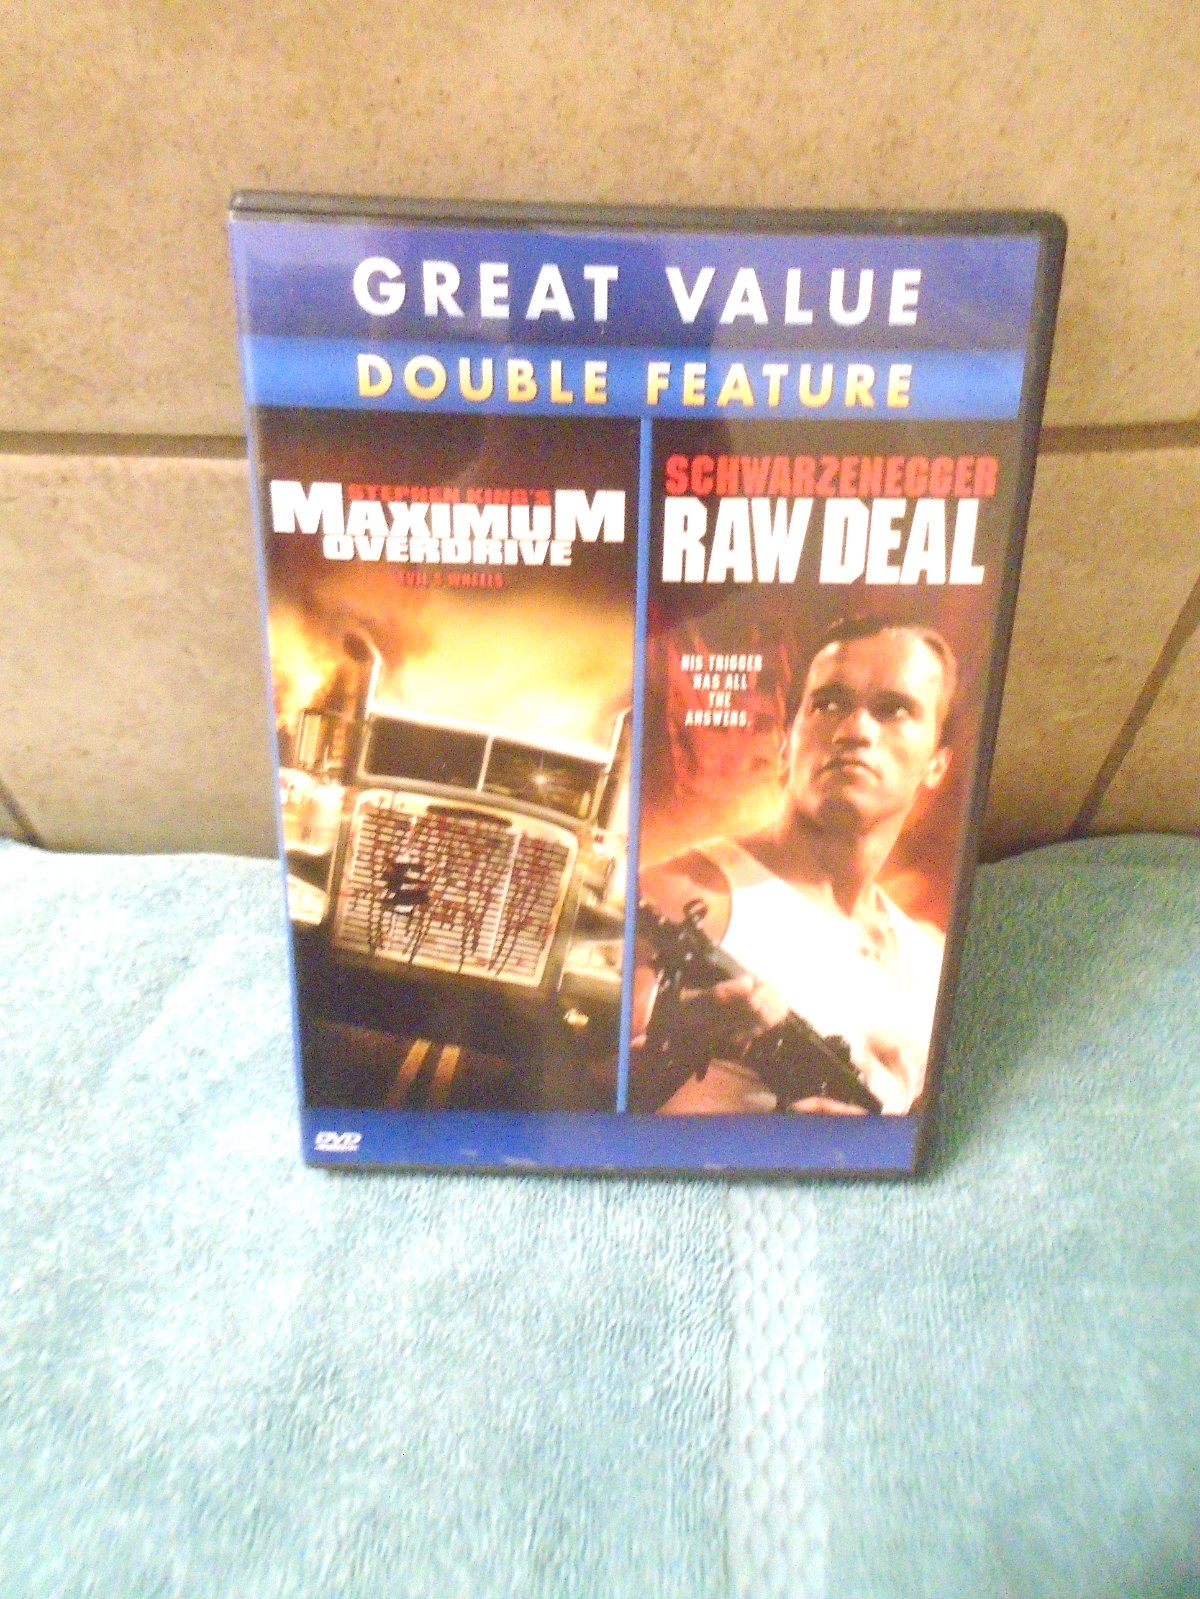 GREAT VALUE
DOUBLE FEATURE
STEPHEN KING'S
MAXIMUM
OVERDRIVE
SCHWARZENEGGER
RAW DEAL
HIS TRIGGER
HAS ALL
THE
ANSWERS.
DVD